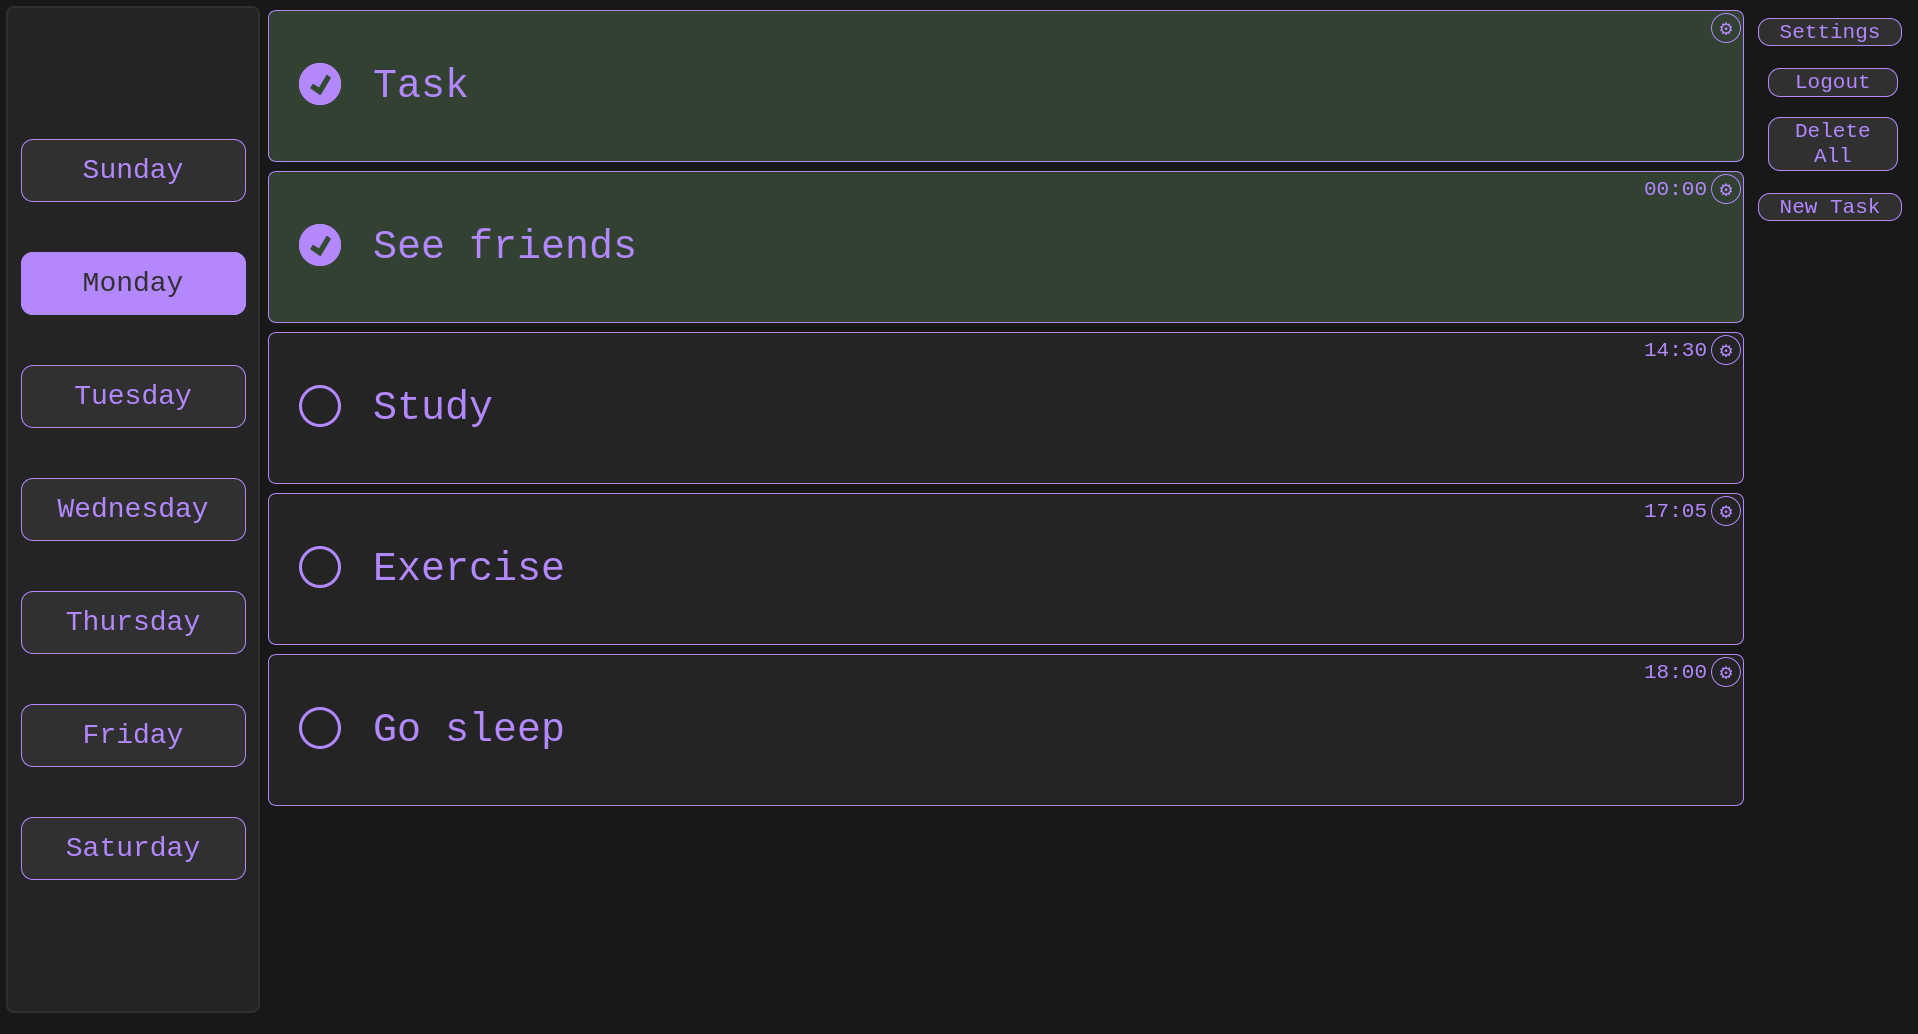 Sunday
Monday
Tuesday
Wednesday
Thursday
Friday
Saturday
Task
00:00
See friends
14:30
Study
17:05
Exercise
18:00
Go sleep
Settings
Logout
Delete
All
New Task